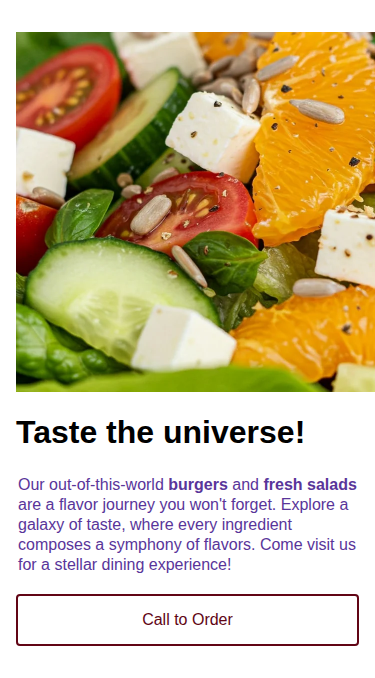 Taste the universe!
Our out-of-this-world burgers and fresh salads
are a flavor journey you won't forget. Explore a
galaxy of taste, where every ingredient
composes a symphony of flavors. Come visit us
for a stellar dining experience!
Call to Order